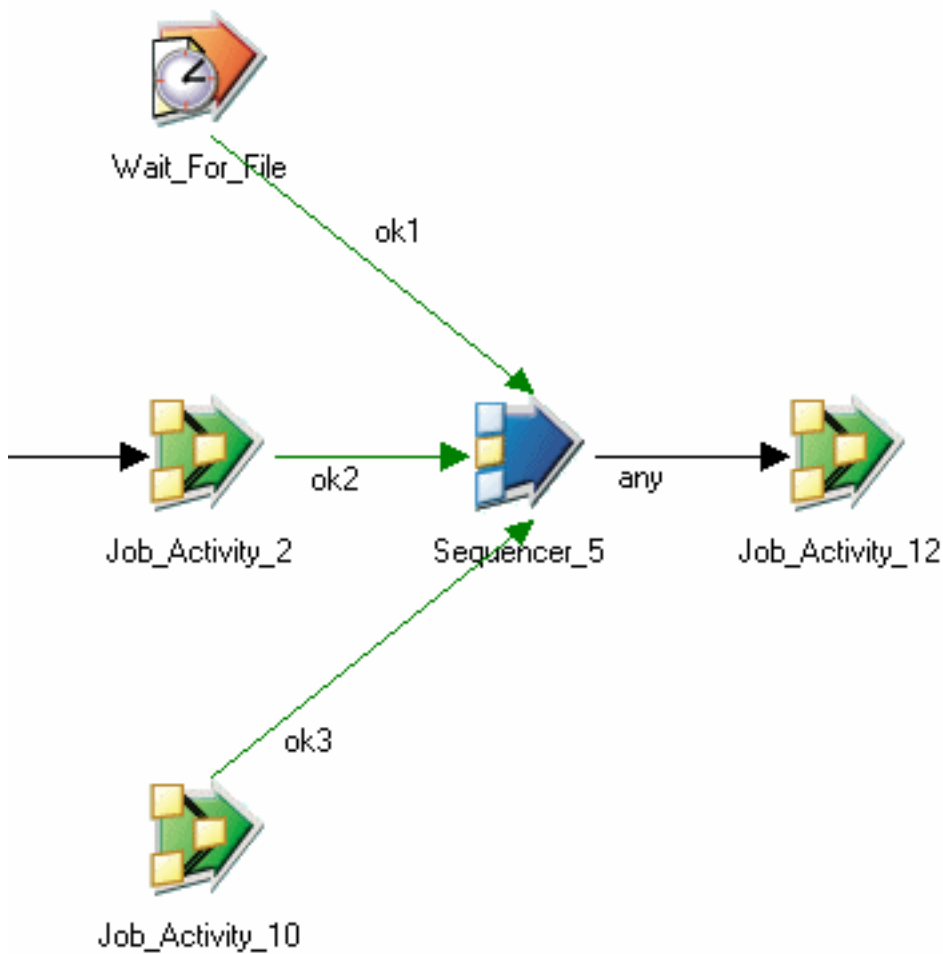 Wait_For_File
ok1
ok2
any
Job_Activity_2
Sequencer_5
Job_Activity_12
ok3
Job_Activity_10